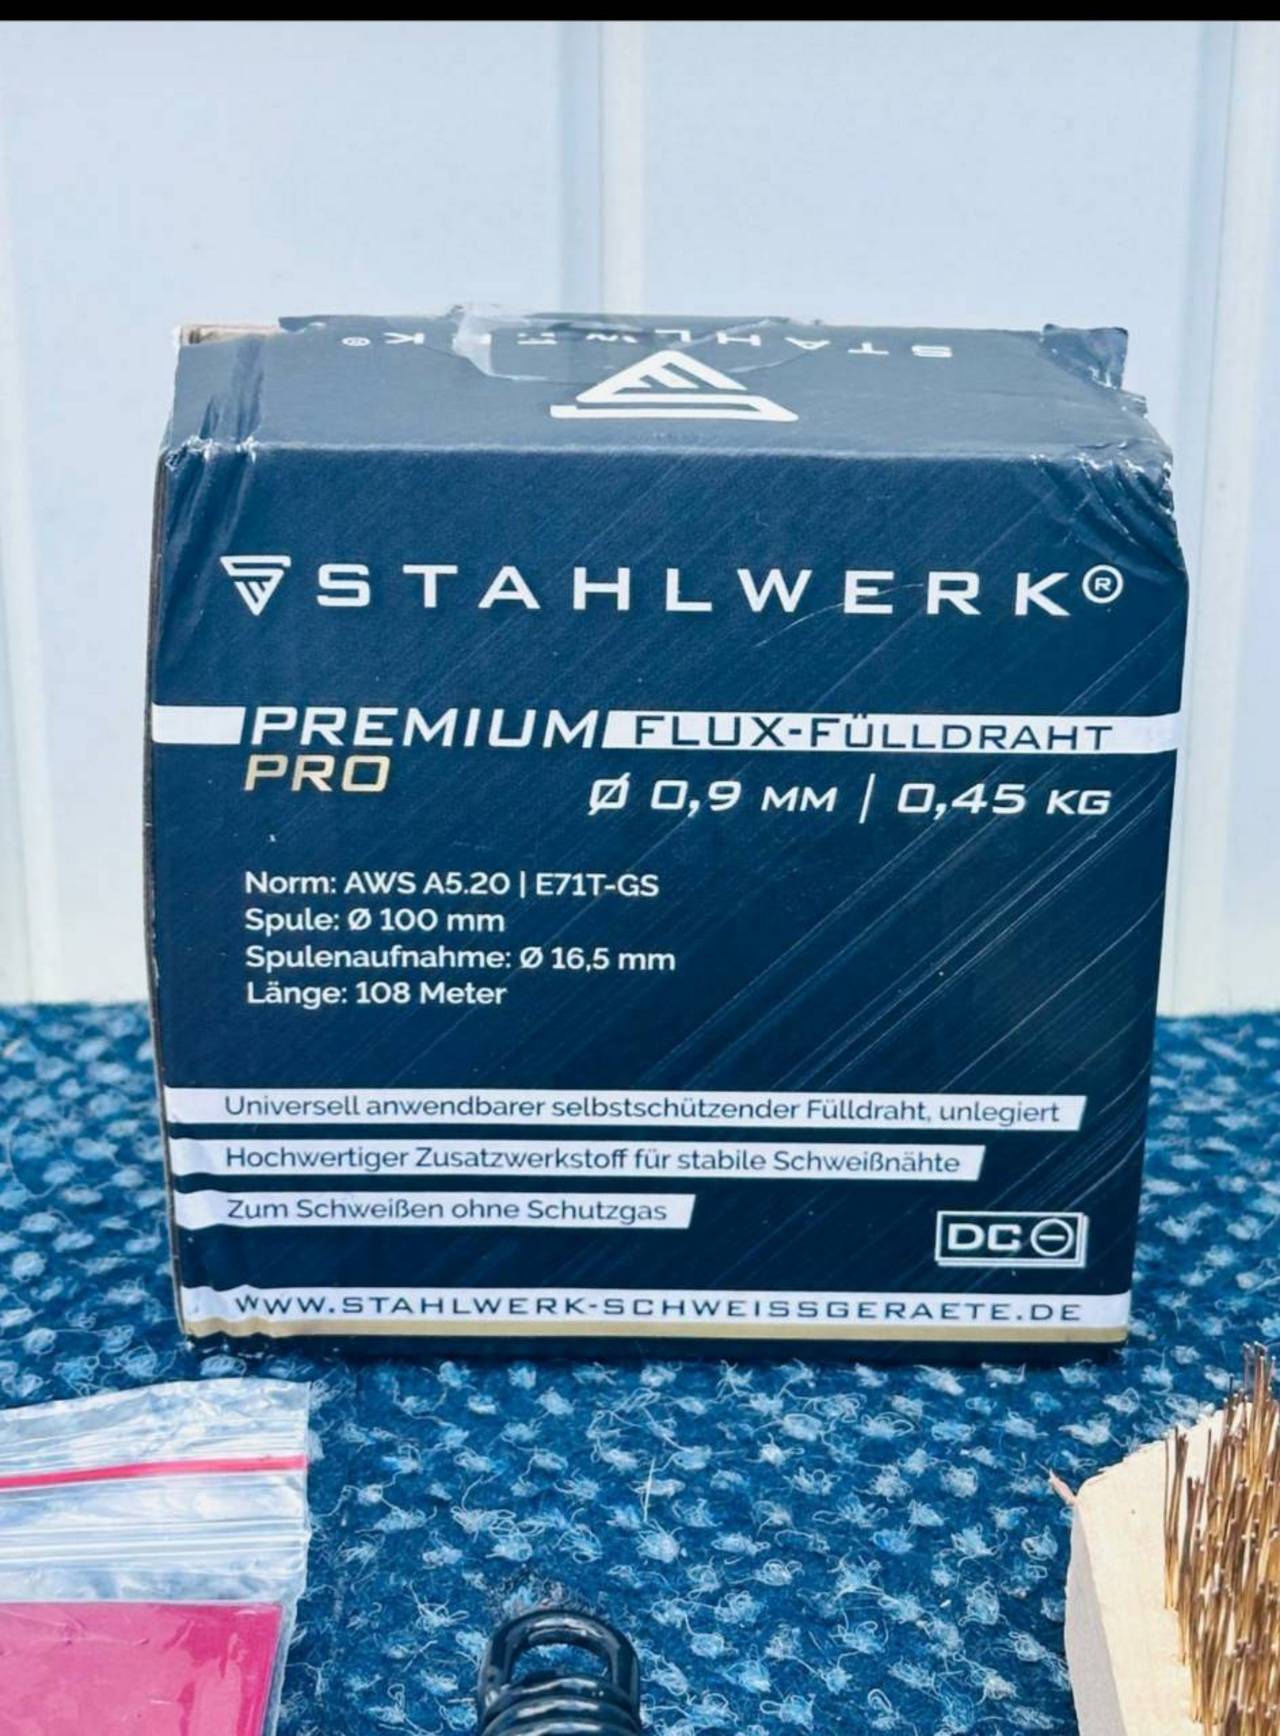 STAHLWERK®
STAHLWERK®
PREMIUM FLUX-FÜLLDRAHT
PRO
Ø 0,9 MM | 0,45 KG
Norm: AWS A5.20 | E71T-GS
Spule: Ø 100 mm
Spulenaufnahme: Ø 16,5 mm
Länge: 108 Meter
Universell anwendbarer selbstschützender Fülldraht, unlegiert
Hochwertiger Zusatzwerkstoff für stabile Schweißnähte
Zum Schweißen ohne Schutzgas
DC
WWW.STAHLWERK-SCHWEISSGERAETE.DE